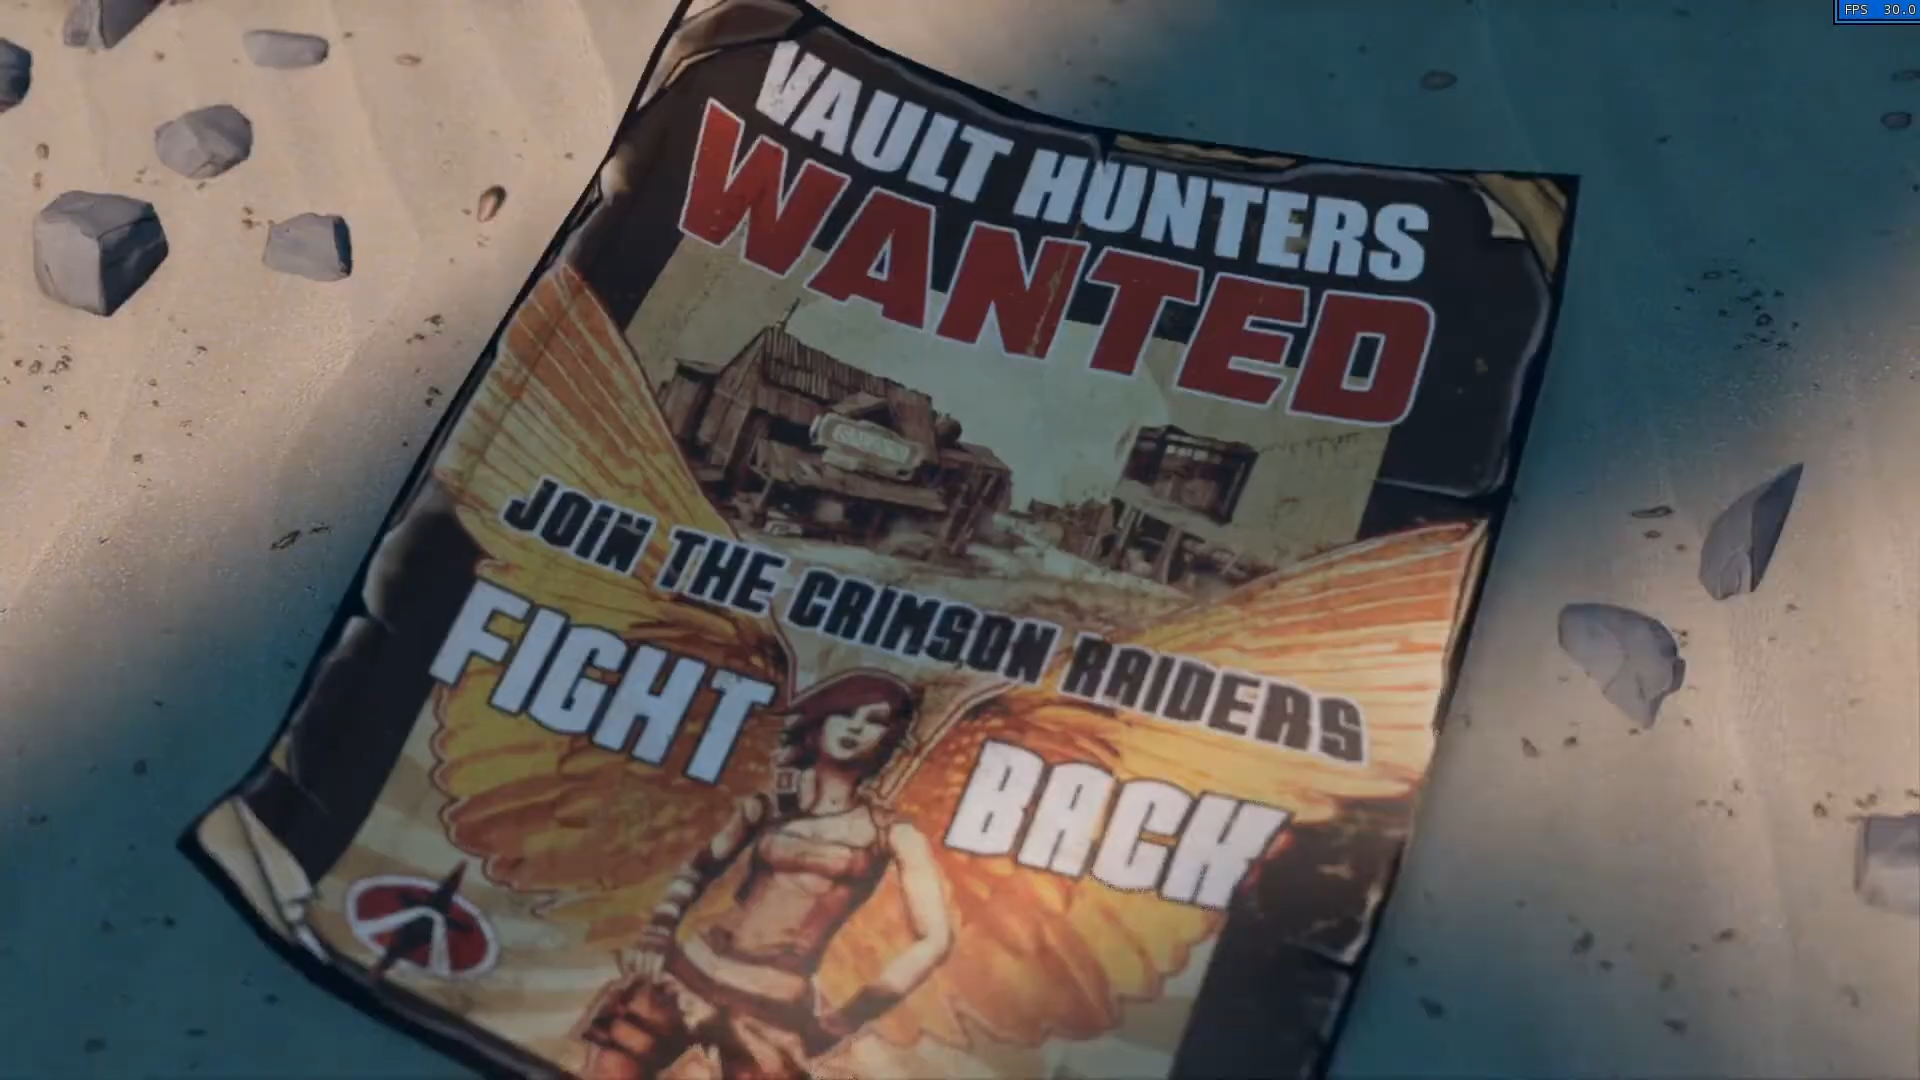 FPS 30.0
VAULT HUNTERS
WANTED
JOIN THE CRIMSON RAIDERS
FIGHT
BACK